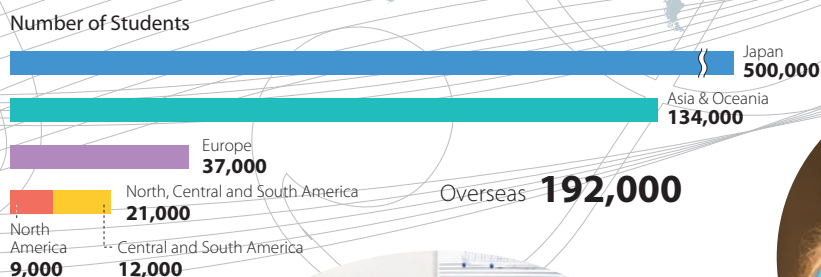 Number of Students
Japan
500,000
Asia & Oceania
134,000
Europe
37,000
North, Central and South America
21,000
Overseas 192,000
North
America
9,000
Central and South America
12,000